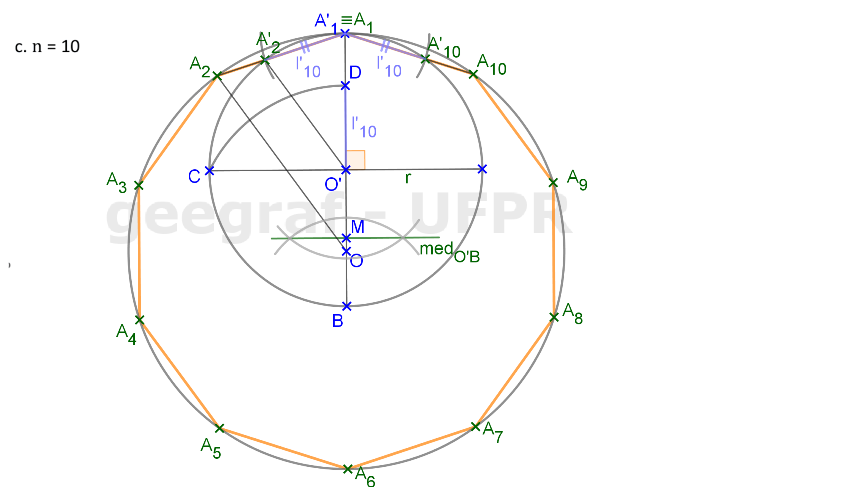 c. n = 10
A'₁ ≡A₁
A'₂
A'₁₀
A₂
l'₁₀
l'₁₀
A₁₀
D
l'₁₀
A₃
C
O'
r
A₉
geegraf - UFPR
M
O
med O'B
B
A₄
A₈
A₅
A₇
A₆